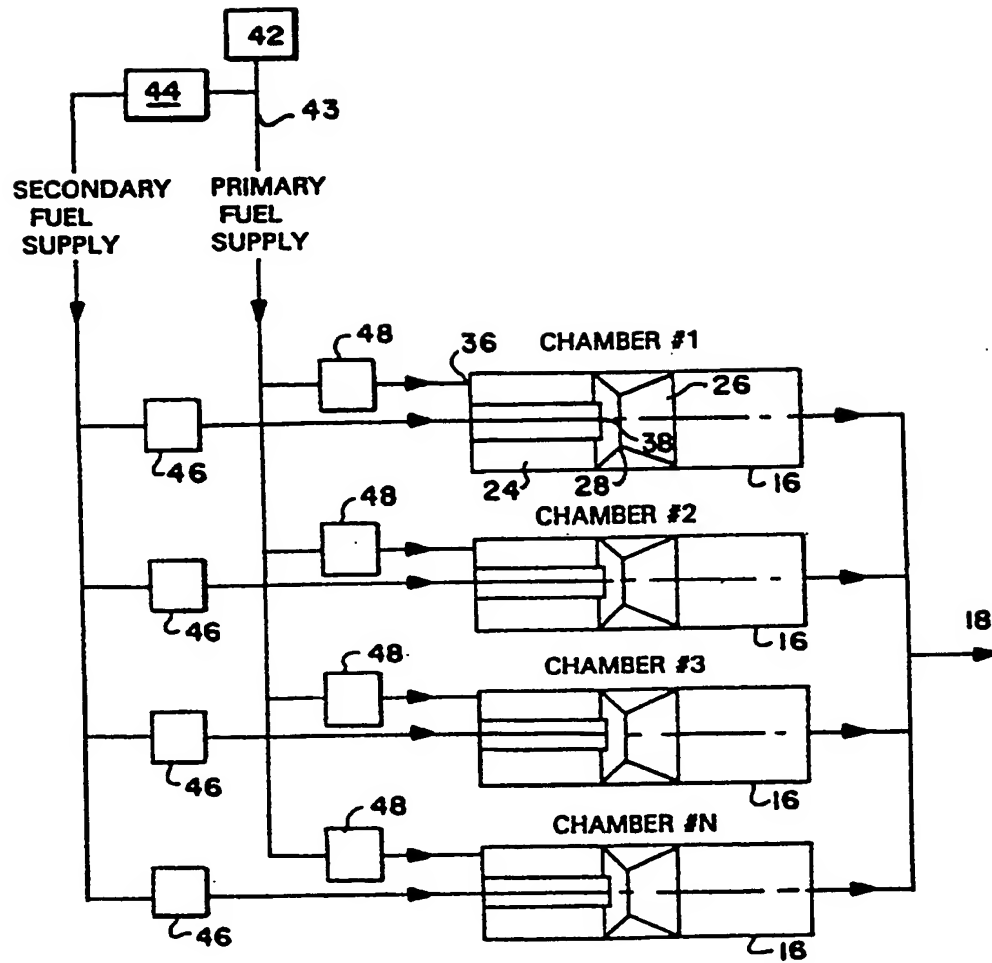 42
44
43
SECONDARY
FUEL
SUPPLY
PRIMARY
FUEL
SUPPLY
48
36
CHAMBER #1
26
46
24
28
38
16
48
CHAMBER #2
46
16
18
48
CHAMBER #3
46
16
48
CHAMBER #N
46
16